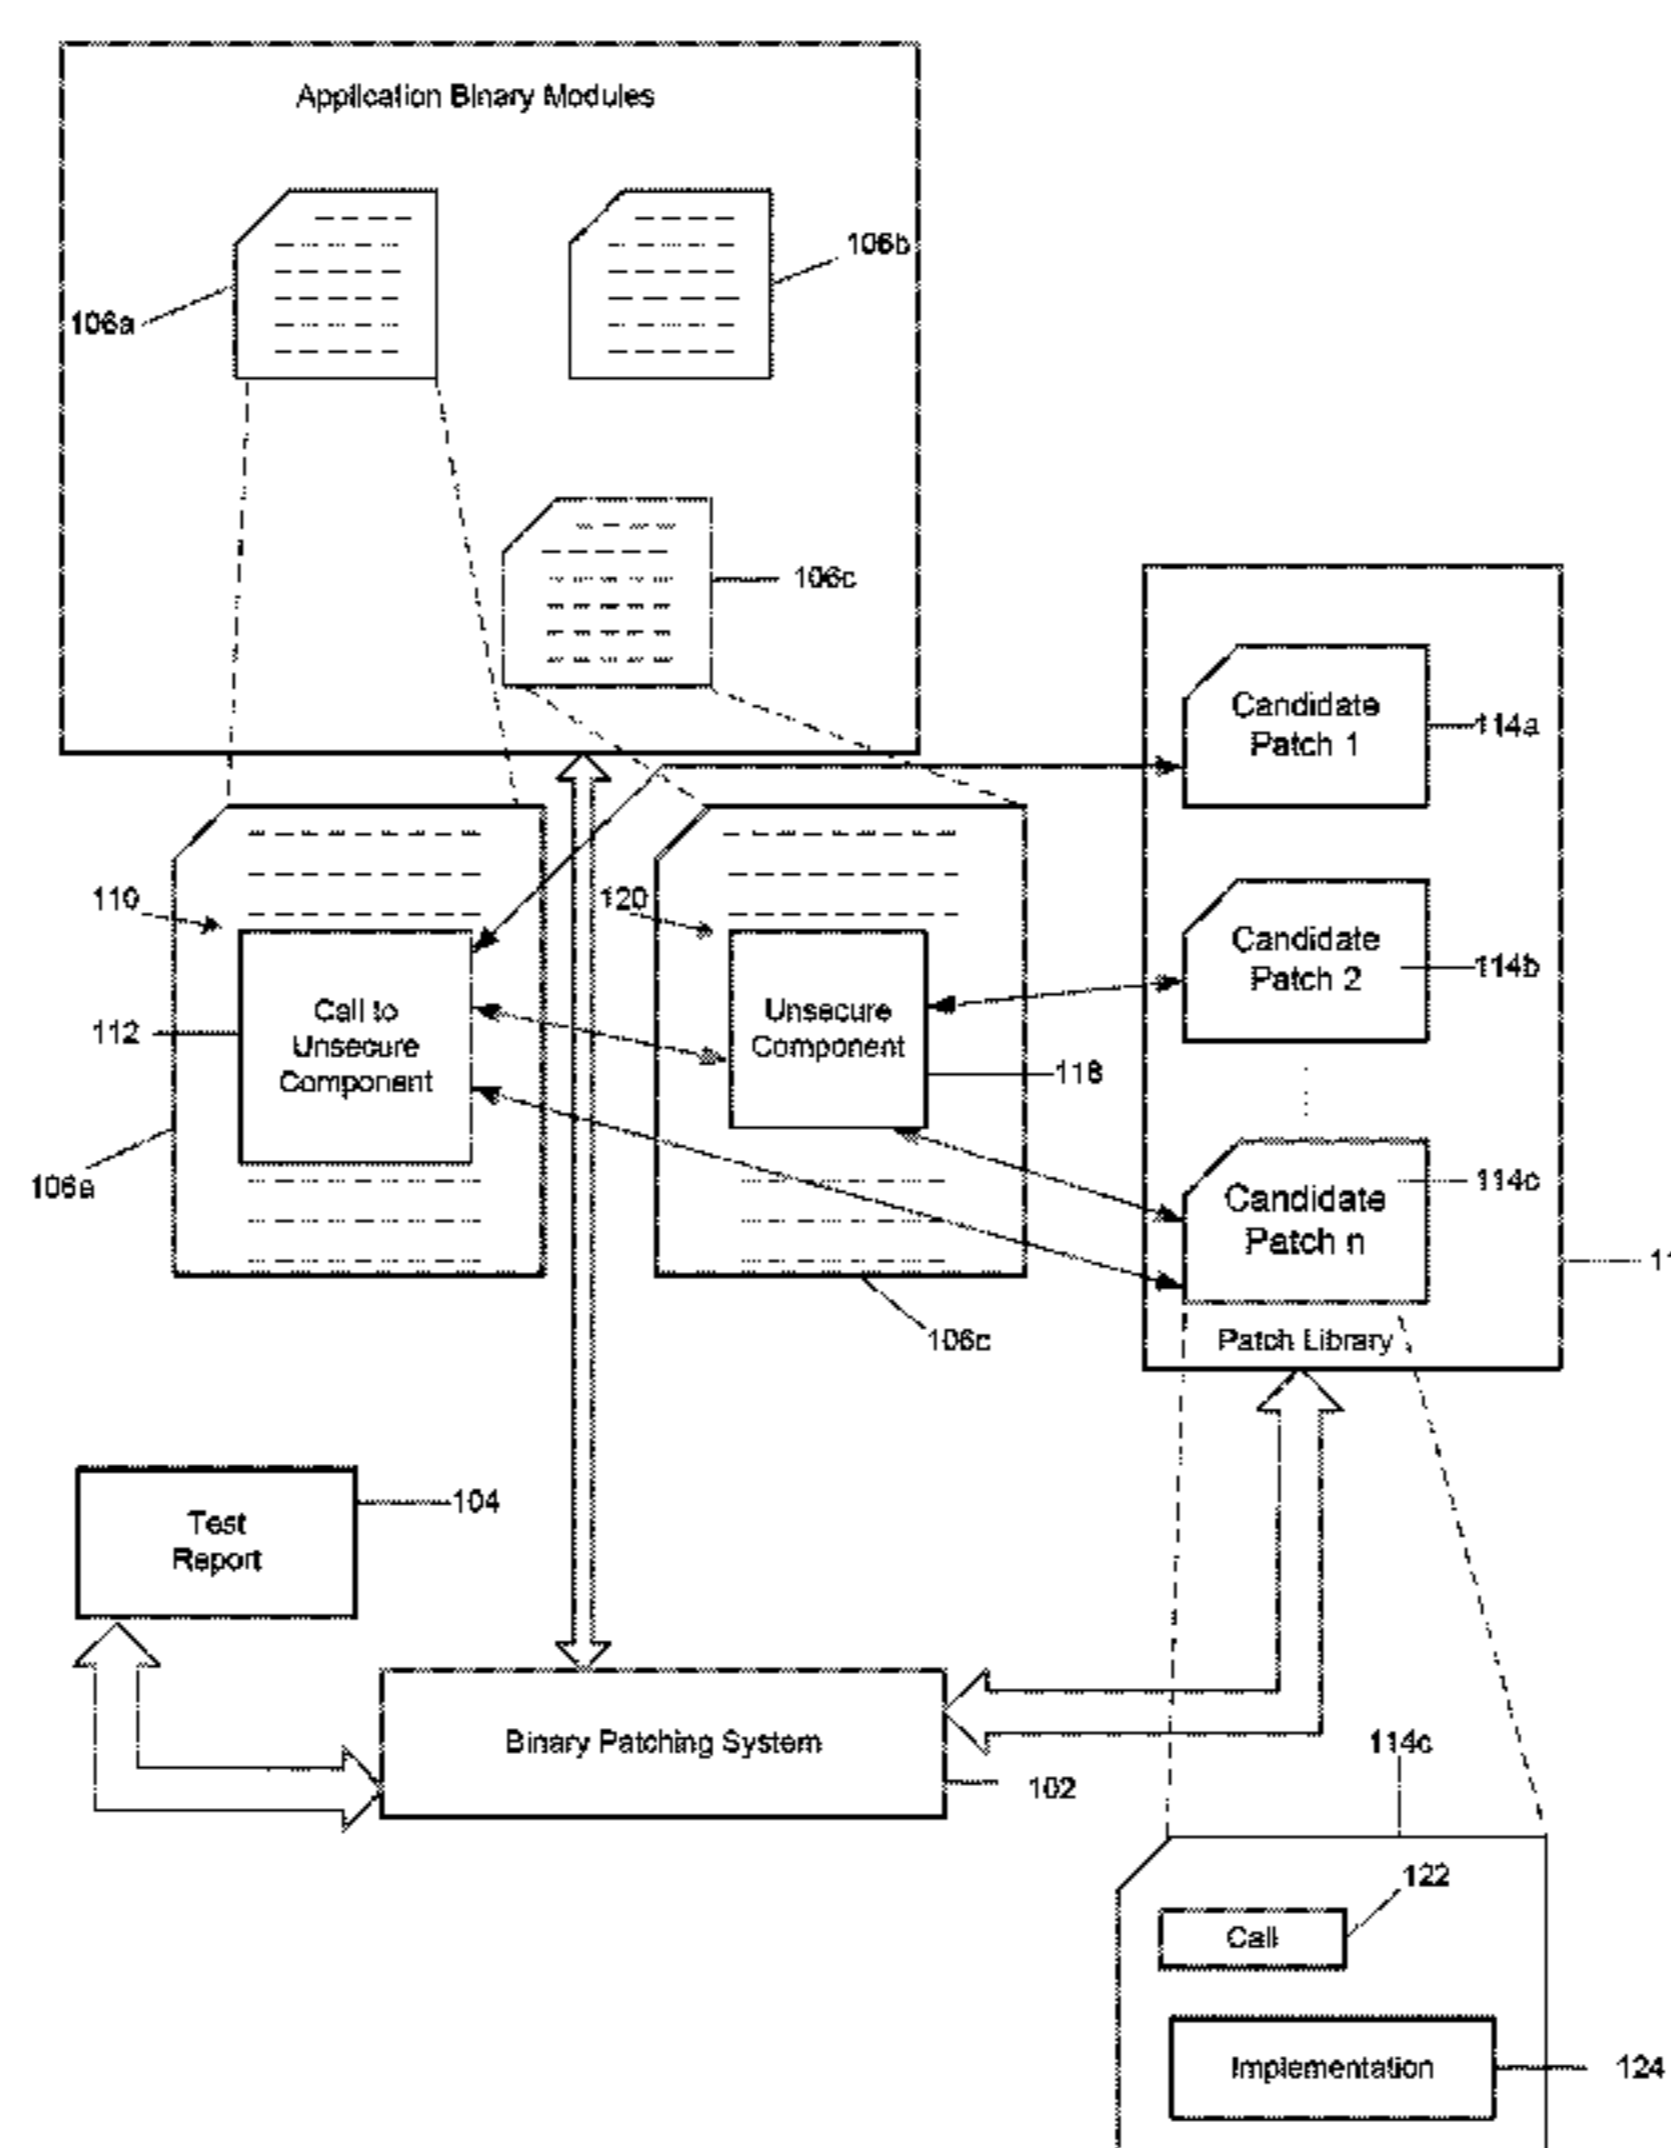 Application Binary Modules
106b
106a
106c
Candidate
Patch 1
114a
110
120
Candidate
Patch 2
114b
Call to
Unsecure
Component
112
Unsecure
Component
118
106a
Candidate
Patch n
114c
106c
Patch Library
Test
Report
104
Binary Patching System
102
114c
122
Call
Implementation
124